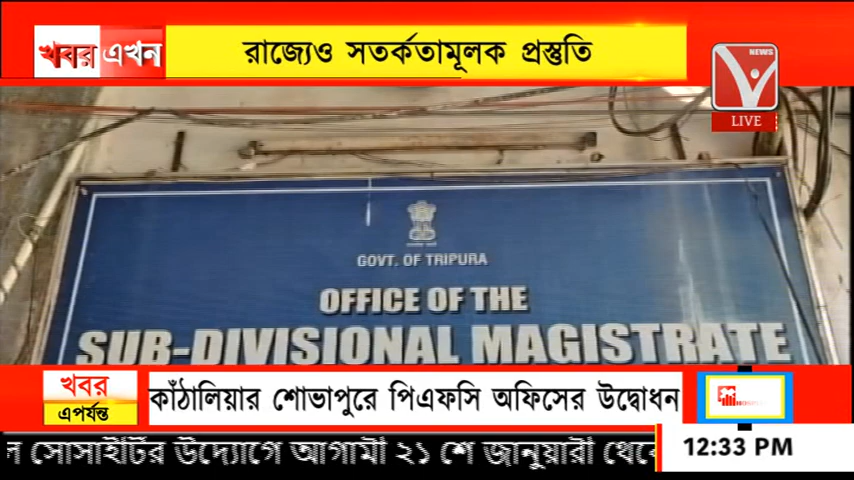 খবর এখন
রাজ্যেও সতর্কতামূলক প্রস্তুতি
NEWS
LIVE
GOVT. OF TRIPURA
OFFICE OF THE
SUB-DIVISIONAL MAGISTRATE
খবর
এপর্যন্ত
কাঁঠালিয়ার শোভাপুরে পিএফসি অফিসের উদ্বোধন
ল সোসাইটির উদ্যোগে আগামী ২১ শে জানুয়ারী থেকে
12:33 PM